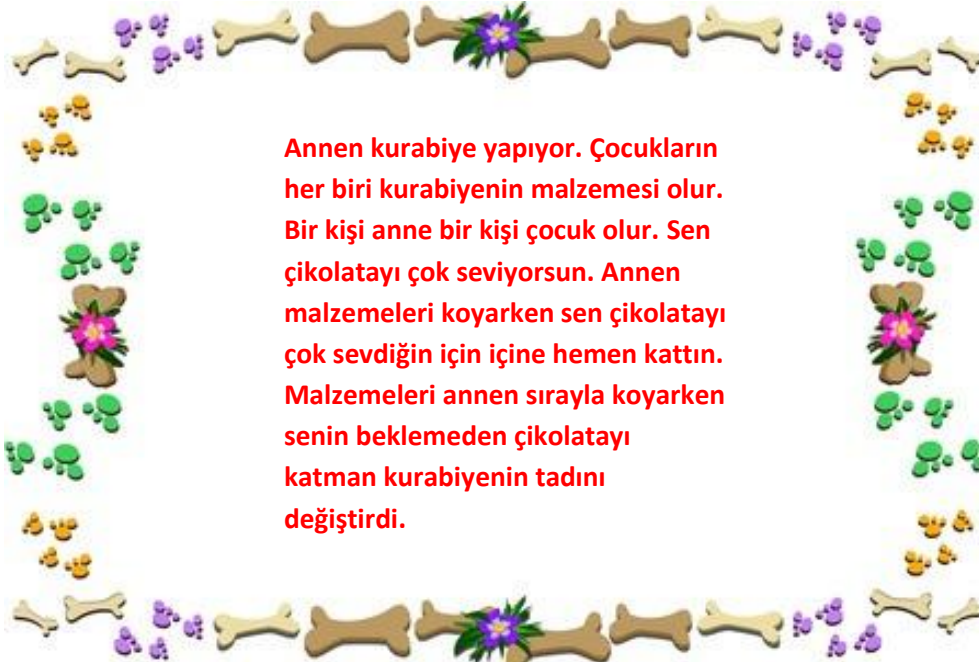 Annen kurabiye yapıyor. Çocukların
her biri kurabiyenin malzemesi olur.
Bir kişi anne bir kişi çocuk olur. Sen
çikolatayı çok seviyorsun. Annen
malzemeleri koyarken sen çikolatayı
çok sevdiğin için içine hemen kattın.
Malzemeleri annen sırayla koyarken
senin beklemeden çikolatayı
katman kurabiyenin tadını
değiştirdi.